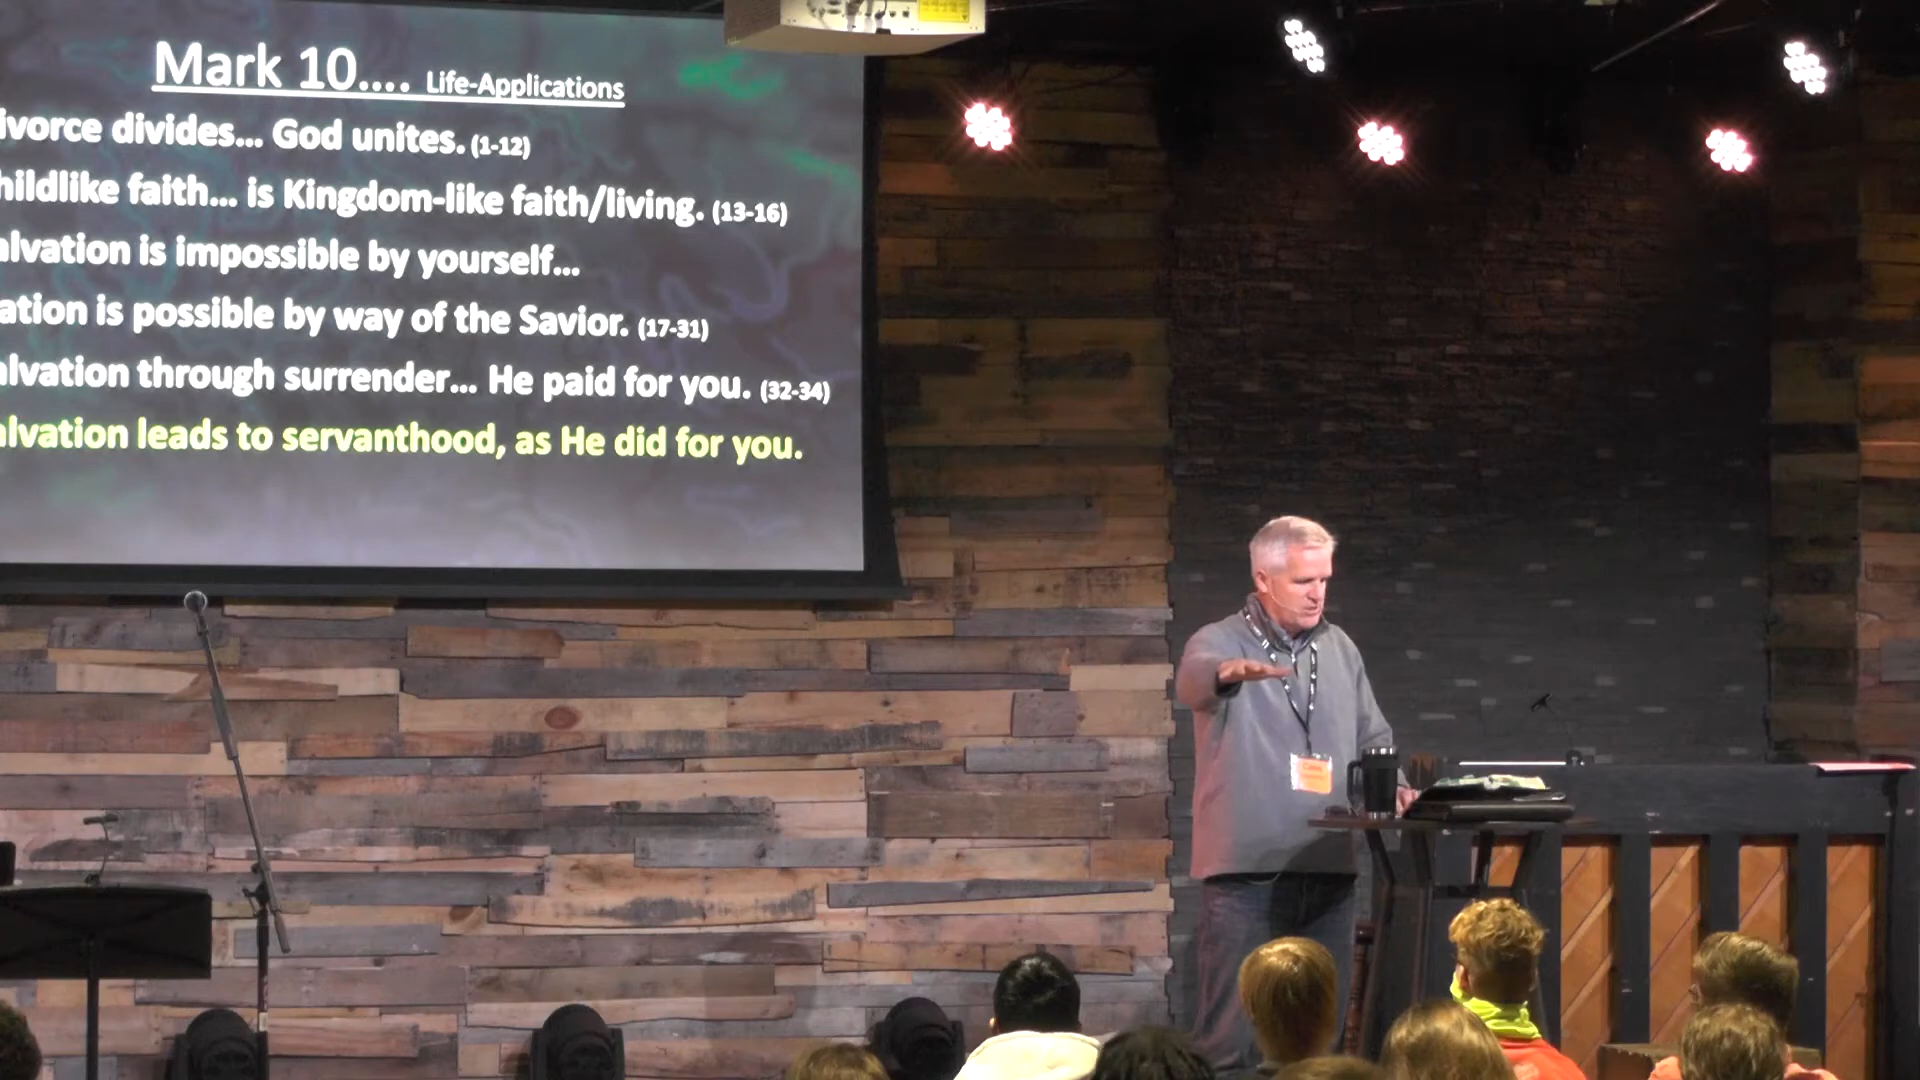 Mark 10.... Life-Applications
ivorce divides... God unites. (1-12)
hildlike faith... is Kingdom-like faith/living. (13-16)
alvation is impossible by yourself...
ation is possible by way of the Savior. (17-31)
alvation through surrender... He paid for you. (32-34)
alvation leads to servanthood, as He did for you.